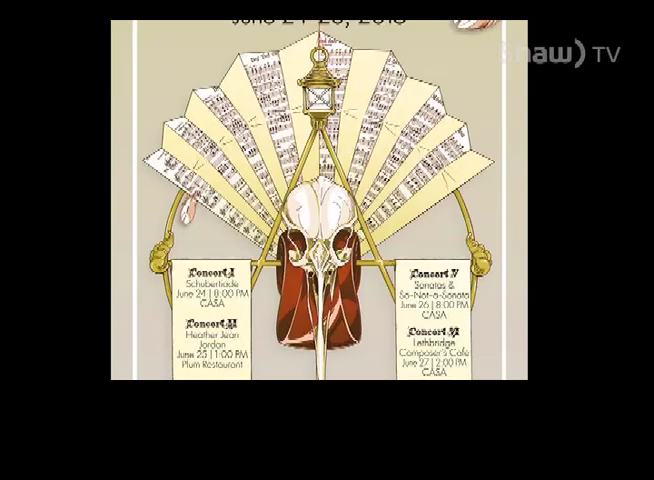 Shaw) TV
Concert I
Schubertiade
June 24 | 8:00 PM
CASA
Concert II
Heather Jean
Jordan
June 25 | 1:00 PM
Plum Restaurant
Concert V
Sonatas &
So-Not-a-Sonata
June 26 | 8:00 PM
CASA
Concert VI
Lethbridge
Composer's Cafe
June 27 | 2:00 PM
CASA